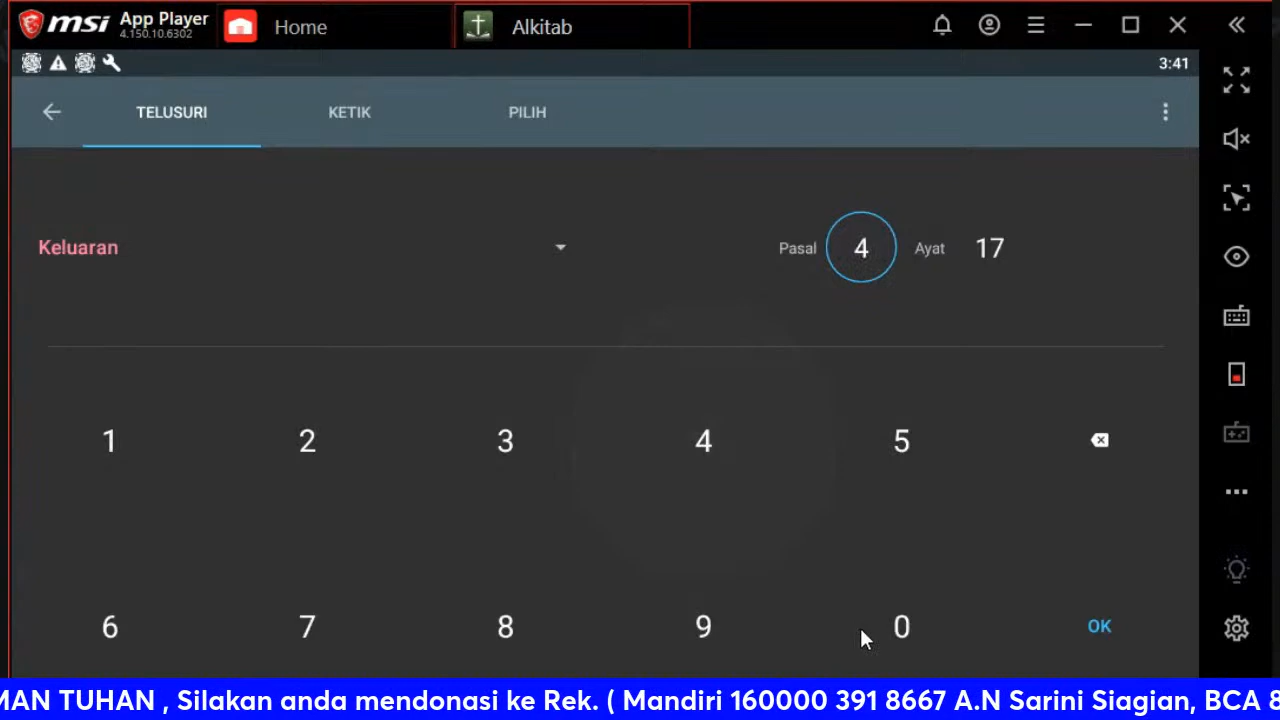 msi App Player
4.150.10.6302
Home
Alkitab
3:41
TELUSURI
KETIK
PILIH
Keluaran
Pasal 4 Ayat 17
1 2 3 4 5
6 7 8 9 0 OK
MAN TUHAN , Silakan anda mendonasi ke Rek. ( Mandiri 160000 391 8667 A.N Sarini Siagian, BCA 8